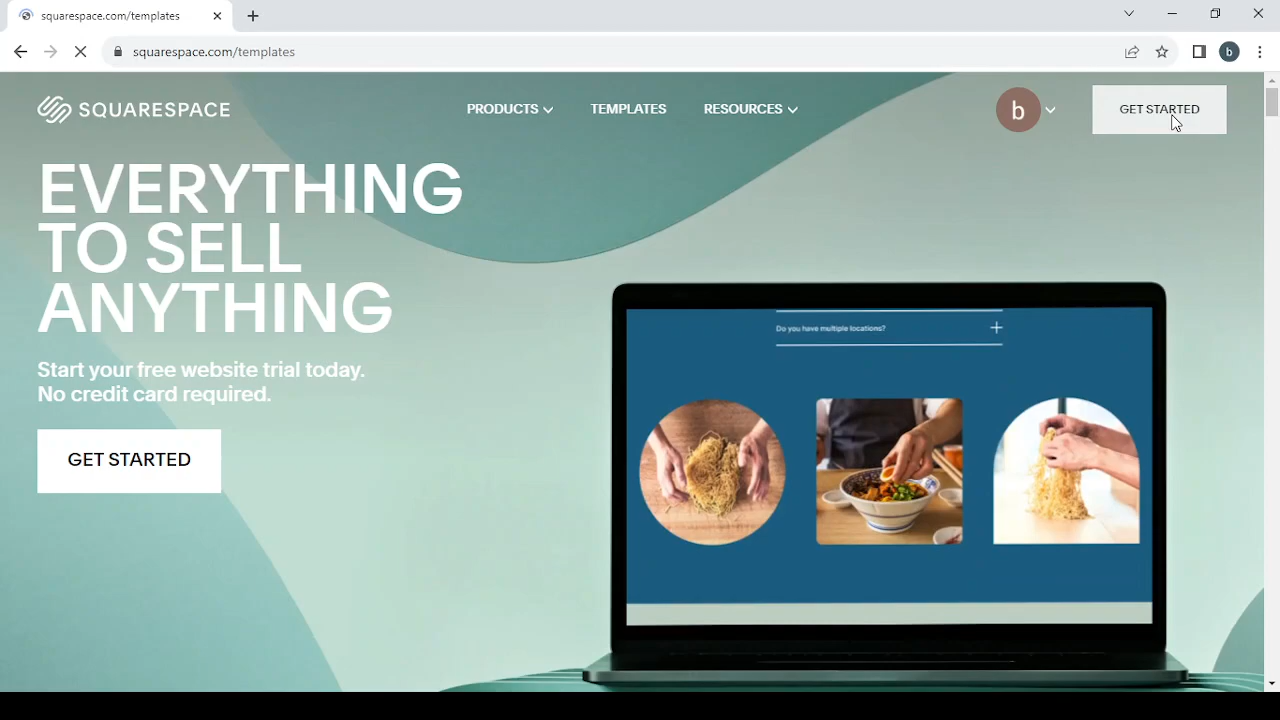 squarespace.com/templates
squarespace.com/templates
b
SQUARESPACE
PRODUCTS
TEMPLATES
RESOURCES
b
GET STARTED
EVERYTHING
TO SELL
ANYTHING
Start your free website trial today.
No credit card required.
GET STARTED
Do you have multiple locations?